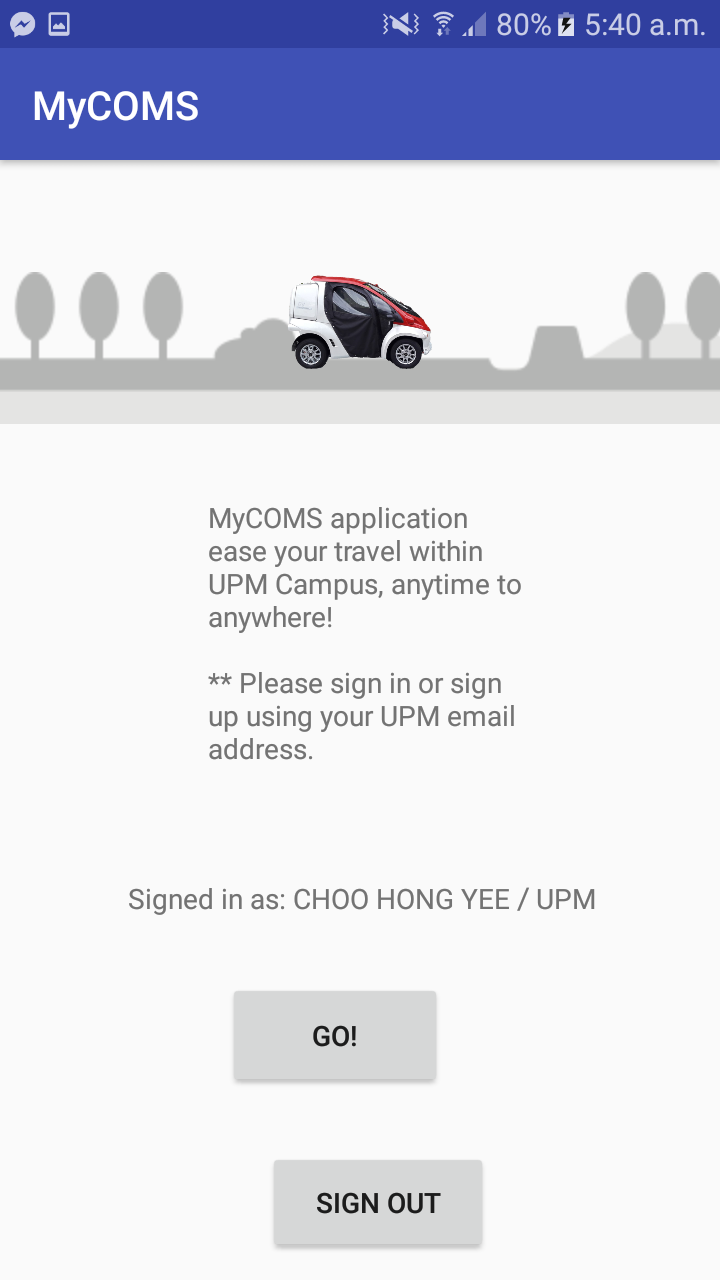 80% 5:40 a.m.
MyCOMS
MyCOMS application
ease your travel within
UPM Campus, anytime to
anywhere!
** Please sign in or sign
up using your UPM email
address.
Signed in as: CHOO HONG YEE / UPM
GO!
SIGN OUT